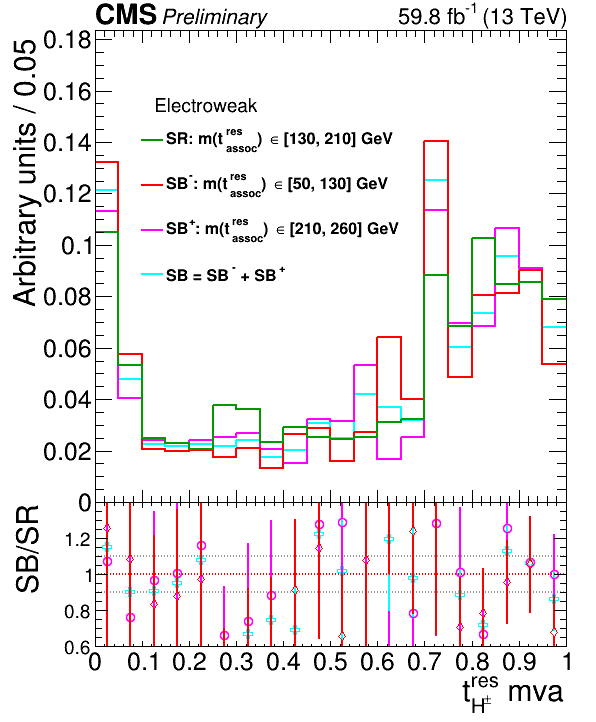 CMS Preliminary 59.8 fb⁻¹ (13 TeV)
Arbitrary units / 0.05
0.18
0.16
0.14
0.12
0.1
0.08
0.06
0.04
0.02
0
Electroweak
SR: m(t^res_assoc) ∈ [130, 210] GeV
SB⁻: m(t^res_assoc) ∈ [50, 130] GeV
SB⁺: m(t^res_assoc) ∈ [210, 260] GeV
SB = SB⁻ + SB⁺
SB/SR
1.2
1
0.8
0.6
0 0.1 0.2 0.3 0.4 0.5 0.6 0.7 0.8 0.9 1
t^res_H± mva